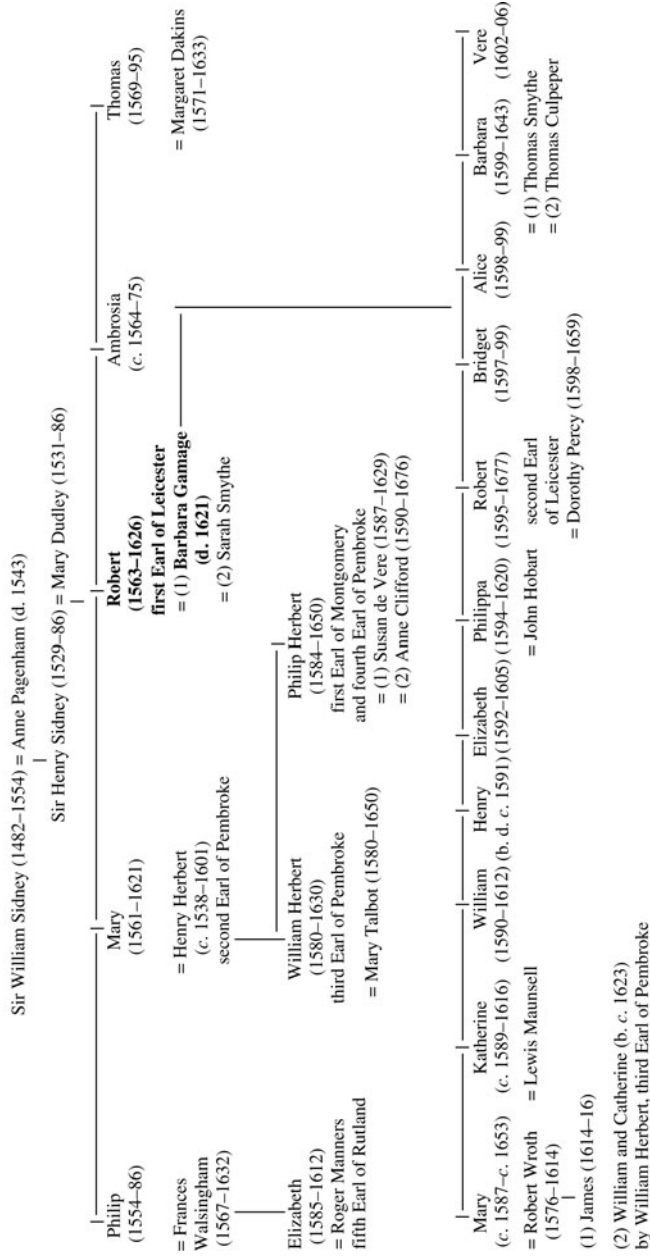 Sir William Sidney (1482–1554) = Anne Pagenham (d. 1543)
Sir Henry Sidney (1529–86) = Mary Dudley (1531–86)
Philip
(1554–86)
= Frances
Walsingham
(1567–1632)
Mary
(1561–1621)
= Henry Herbert
(c. 1538–1601)
second Earl of Pembroke
Robert
(1563–1626)
first Earl of Leicester
= (1) Barbara Gamage
(d. 1621)
= (2) Sarah Smythe
Ambrosia
(c. 1564–75)
Thomas
(1569–95)
= Margaret Dakins
(1571–1633)
Elizabeth
(1585–1612)
= Roger Manners
fifth Earl of Rutland
William Herbert
(1580–1630)
third Earl of Pembroke
= Mary Talbot (1580–1650)
Philip Herbert
(1584–1650)
first Earl of Montgomery
and fourth Earl of Pembroke
= (1) Susan de Vere (1587–1629)
= (2) Anne Clifford (1590–1676)
Mary
(c. 1587–c. 1653)
= Robert Wroth
(1576–1614)
(1) James (1614–16)
(2) William and Catherine (b. c. 1623)
by William Herbert, third Earl of Pembroke
Katherine
(c. 1589–1616)
= Lewis Maunsell
William
(1590–1612)
Henry
(b. d. c. 1591)
Elizabeth
(1592–1605)
Philippa
(1594–1620)
= John Hobart
Robert
(1595–1677)
second Earl
of Leicester
= Dorothy Percy (1598–1659)
Bridget
(1597–99)
Alice
(1598–99)
Barbara
(1599–1643)
= (1) Thomas Smythe
= (2) Thomas Culpeper
Vere
(1602–06)